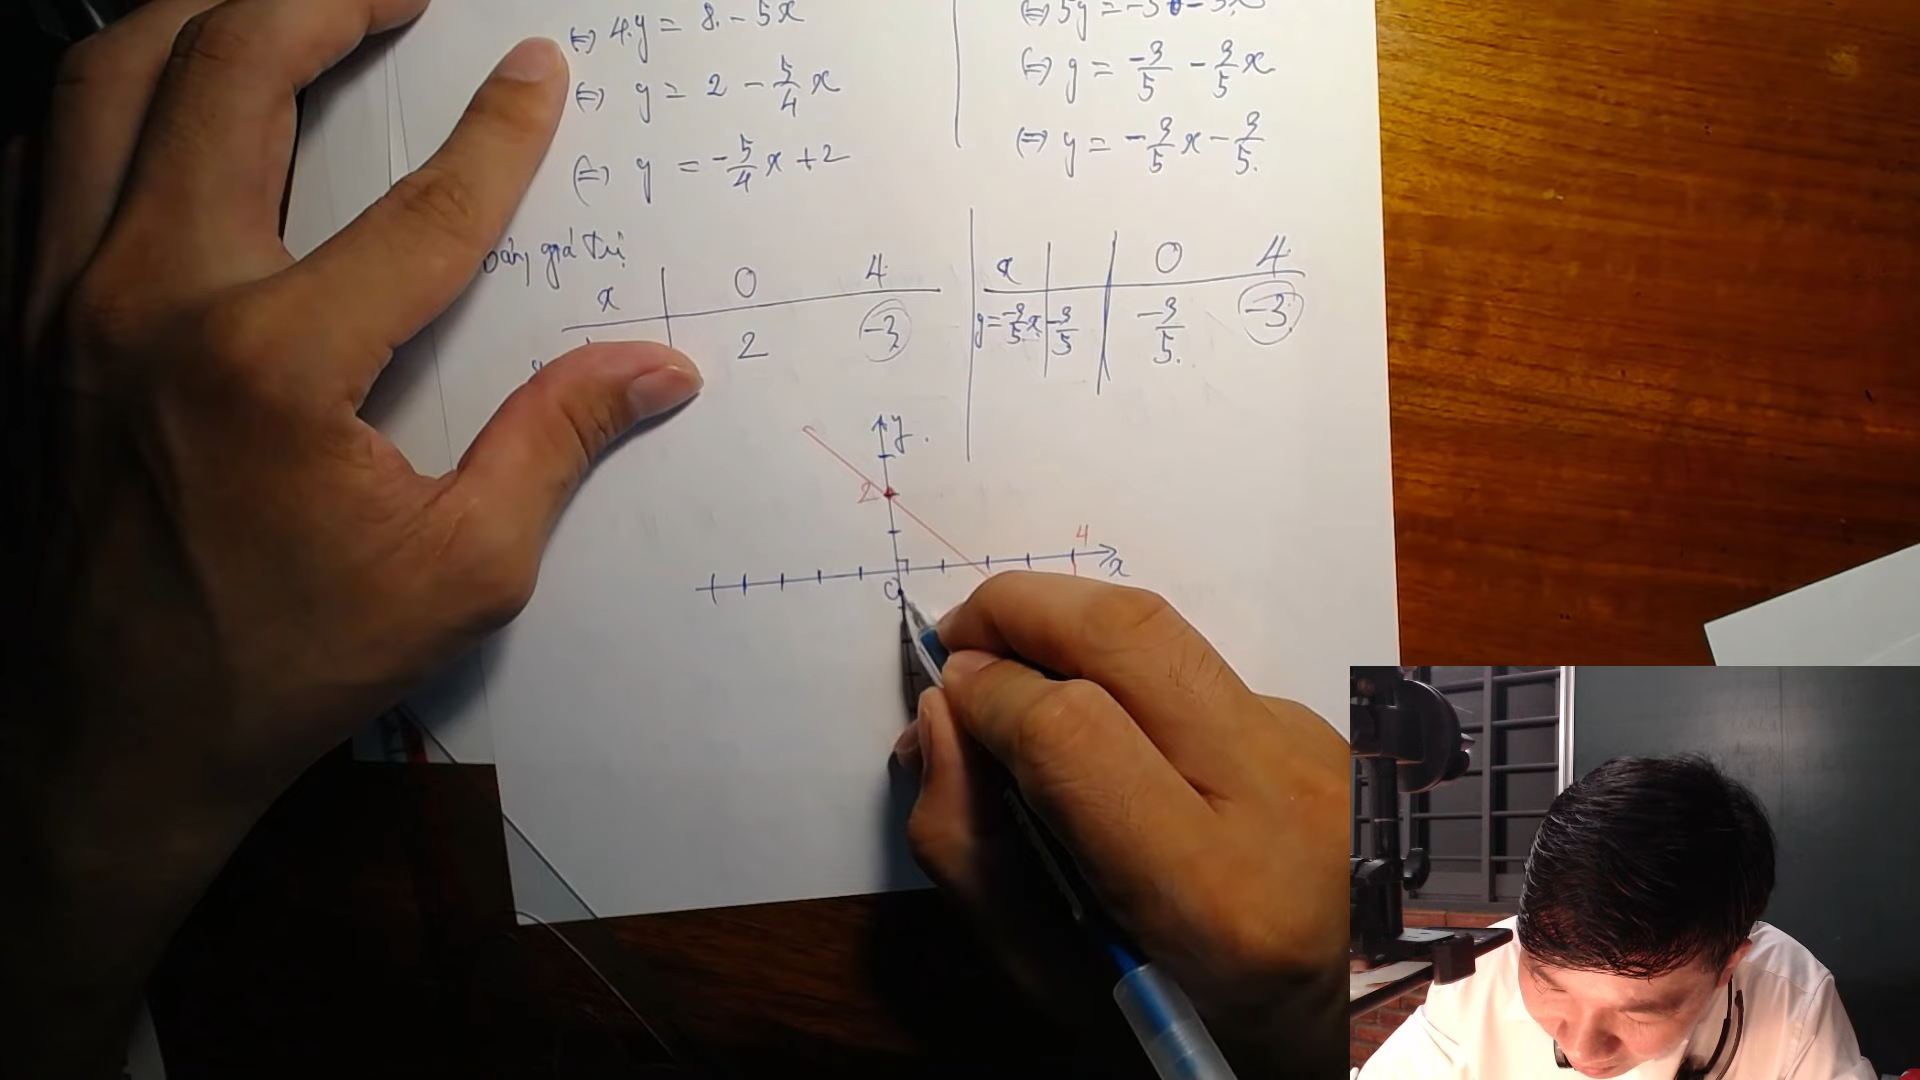 ⇔ 4.y = 8. - 5x
⇔ y = 2 - 5/4 x
⇔ y = -5/4 x + 2
⇔ y = -3/5 - 3/5 x
⇔ y = -3/5 x - 3/5.
giá trị
x | 0 4
2 -3
x | 0 4
y = -3/5 x - 3/5 | -3/5. -3
y.
2
4
x
O